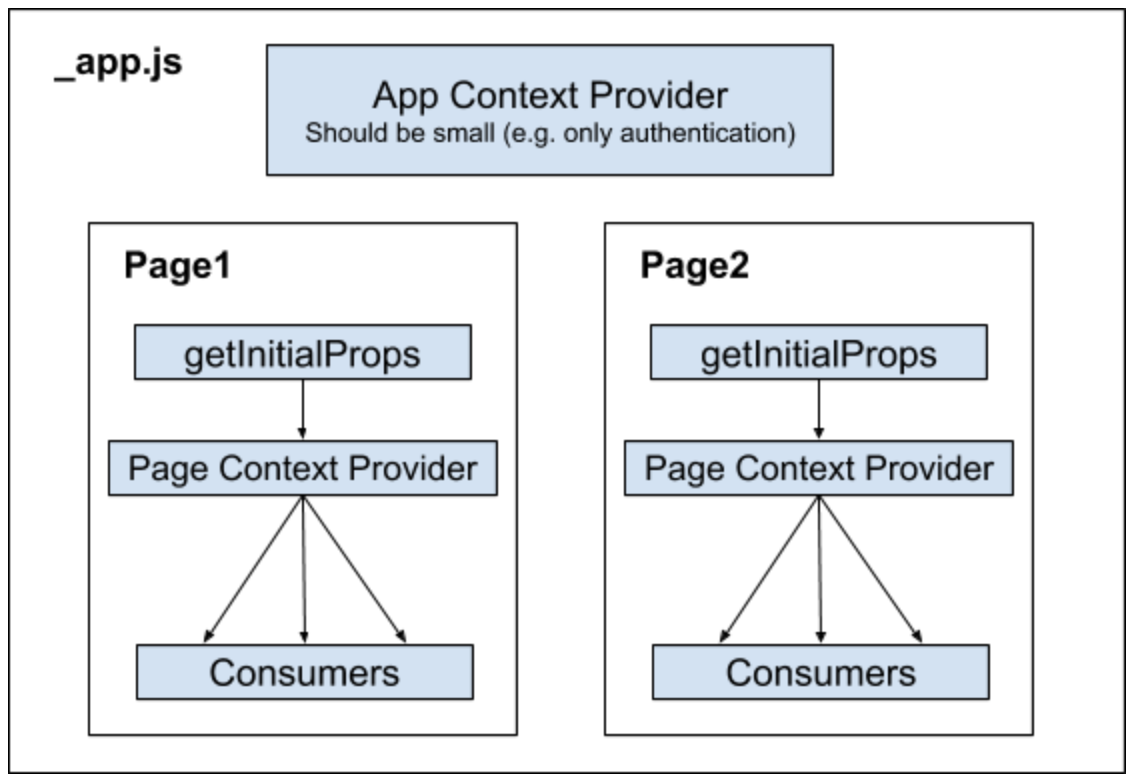 _app.js
App Context Provider
Should be small (e.g. only authentication)
Page1
getInitialProps
Page Context Provider
Consumers
Page2
getInitialProps
Page Context Provider
Consumers